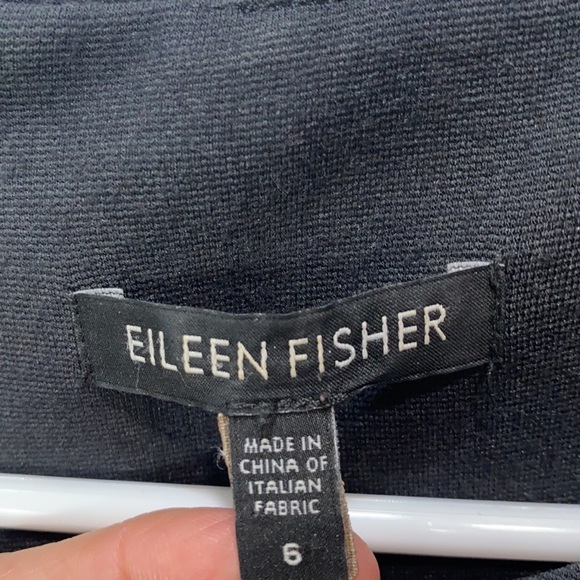 EILEEN FISHER
MADE IN
CHINA OF
ITALIAN
FABRIC
6